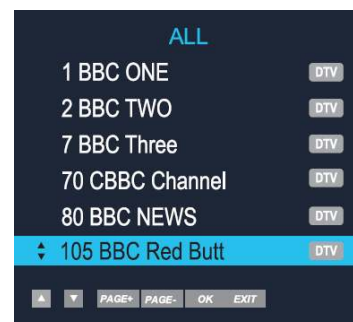 ALL
1 BBC ONE DTV
2 BBC TWO DTV
7 BBC Three DTV
70 CBBC Channel DTV
80 BBC NEWS DTV
105 BBC Red Butt DTV
PAGE+ PAGE- OK EXIT